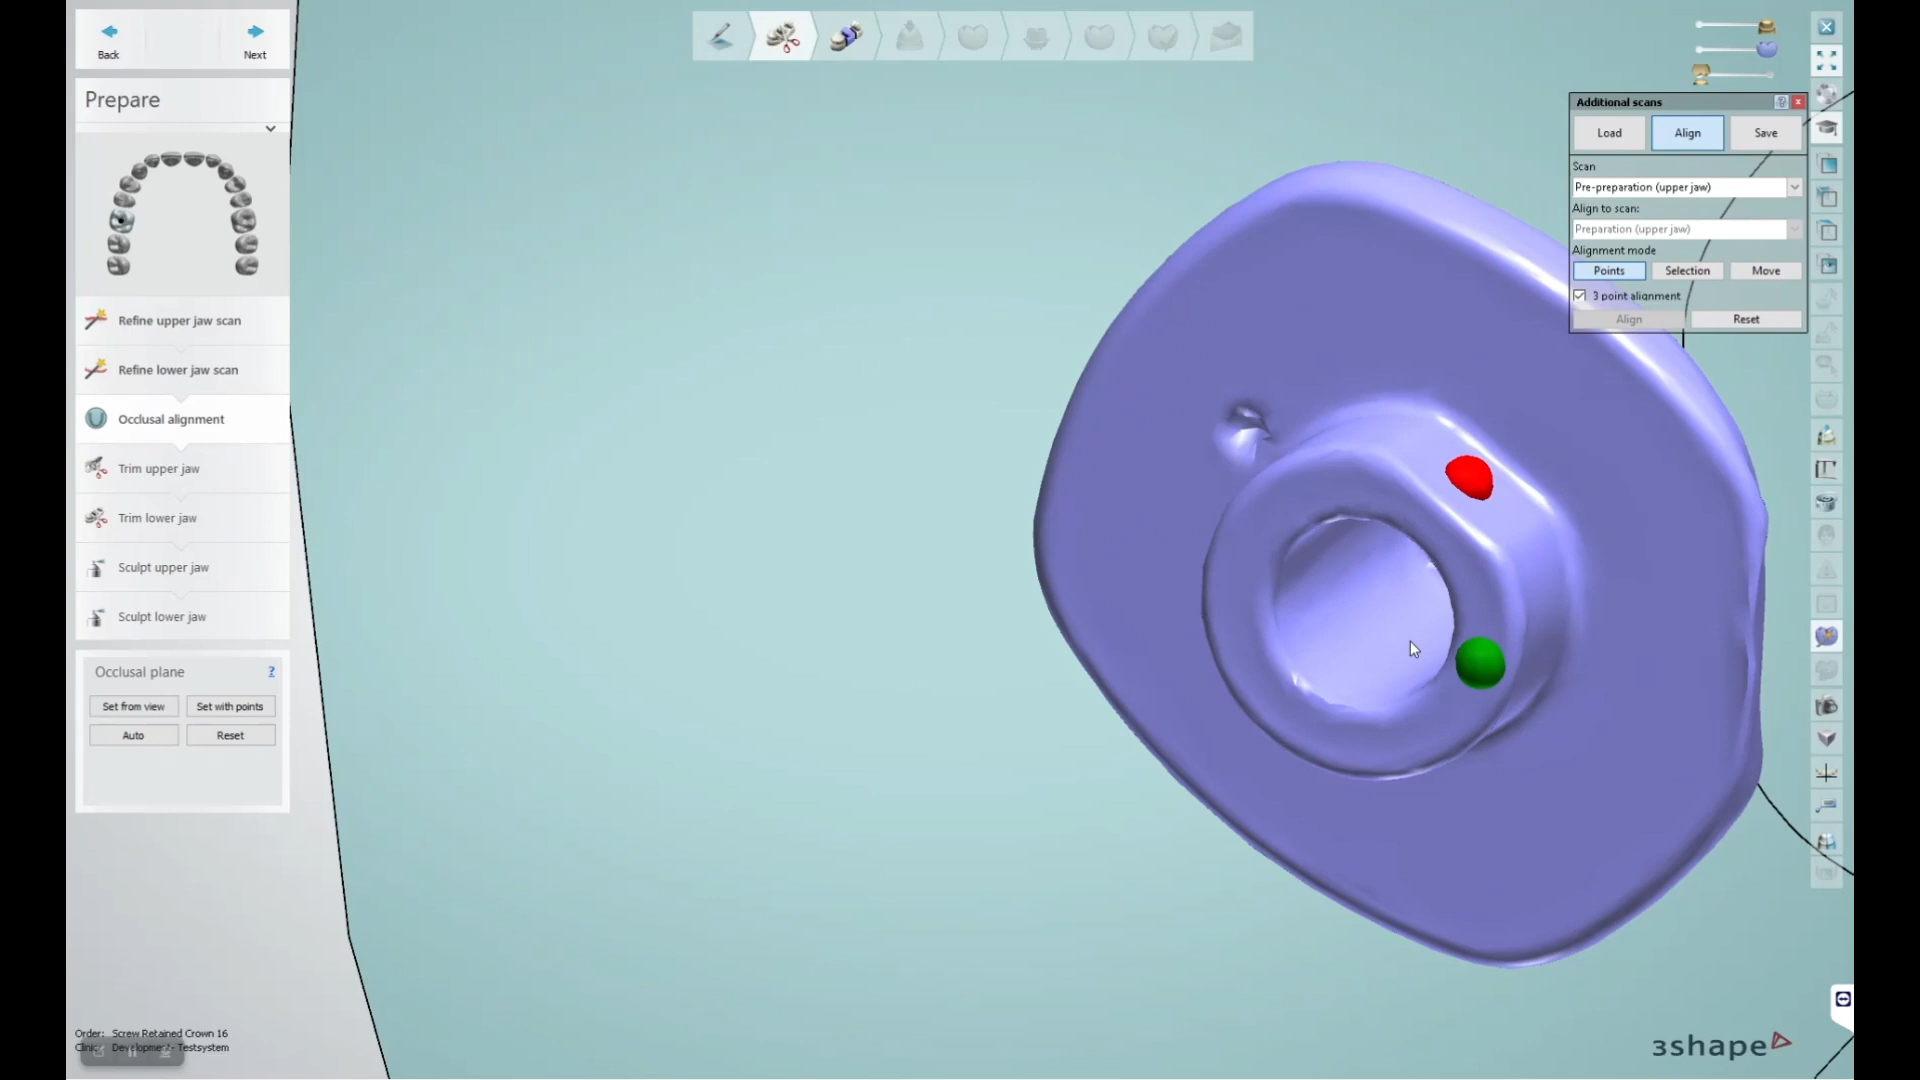 Back
Next
Prepare
Refine upper jaw scan
Refine lower jaw scan
Occlusal alignment
Trim upper jaw
Trim lower jaw
Sculpt upper jaw
Sculpt lower jaw
Occlusal plane
?
Set from view
Set with points
Auto
Reset
Order: Screw Retained Crown 16
Clinic: Development - Testsystem
Additional scans
Load
Align
Save
Scan
Pre-preparation (upper jaw)
Align to scan:
Preparation (upper jaw)
Alignment mode
Points
Selection
Move
3 point alignment
Align
Reset
3shape